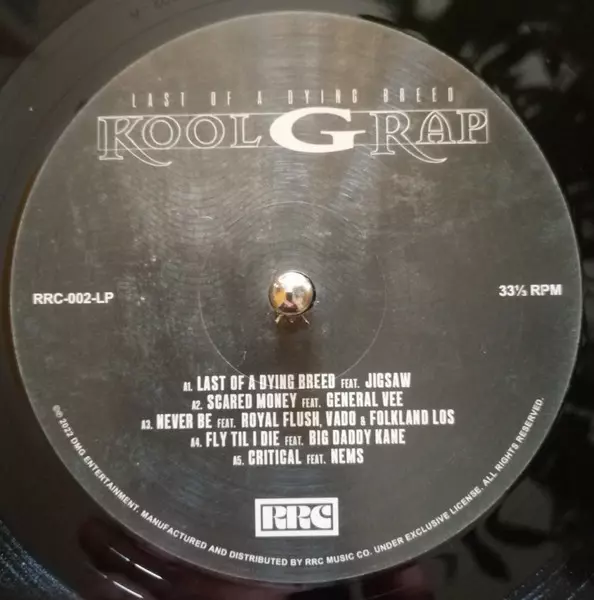 LAST OF A DYING BREED
KOOL G RAP
RRC-002-LP
33⅓ RPM
A1. LAST OF A DYING BREED FEAT. JIGSAW
A2. SCARED MONEY FEAT. GENERAL VEE
A3. NEVER BE FEAT. ROYAL FLUSH, VADO & FOLKLAND LOS
A4. FLY TIL I DIE FEAT. BIG DADDY KANE
A5. CRITICAL FEAT. NEMS
RRC
©℗ 2022 DMG ENTERTAINMENT. MANUFACTURED AND DISTRIBUTED BY RRC MUSIC CO. UNDER EXCLUSIVE LICENSE. ALL RIGHTS RESERVED.